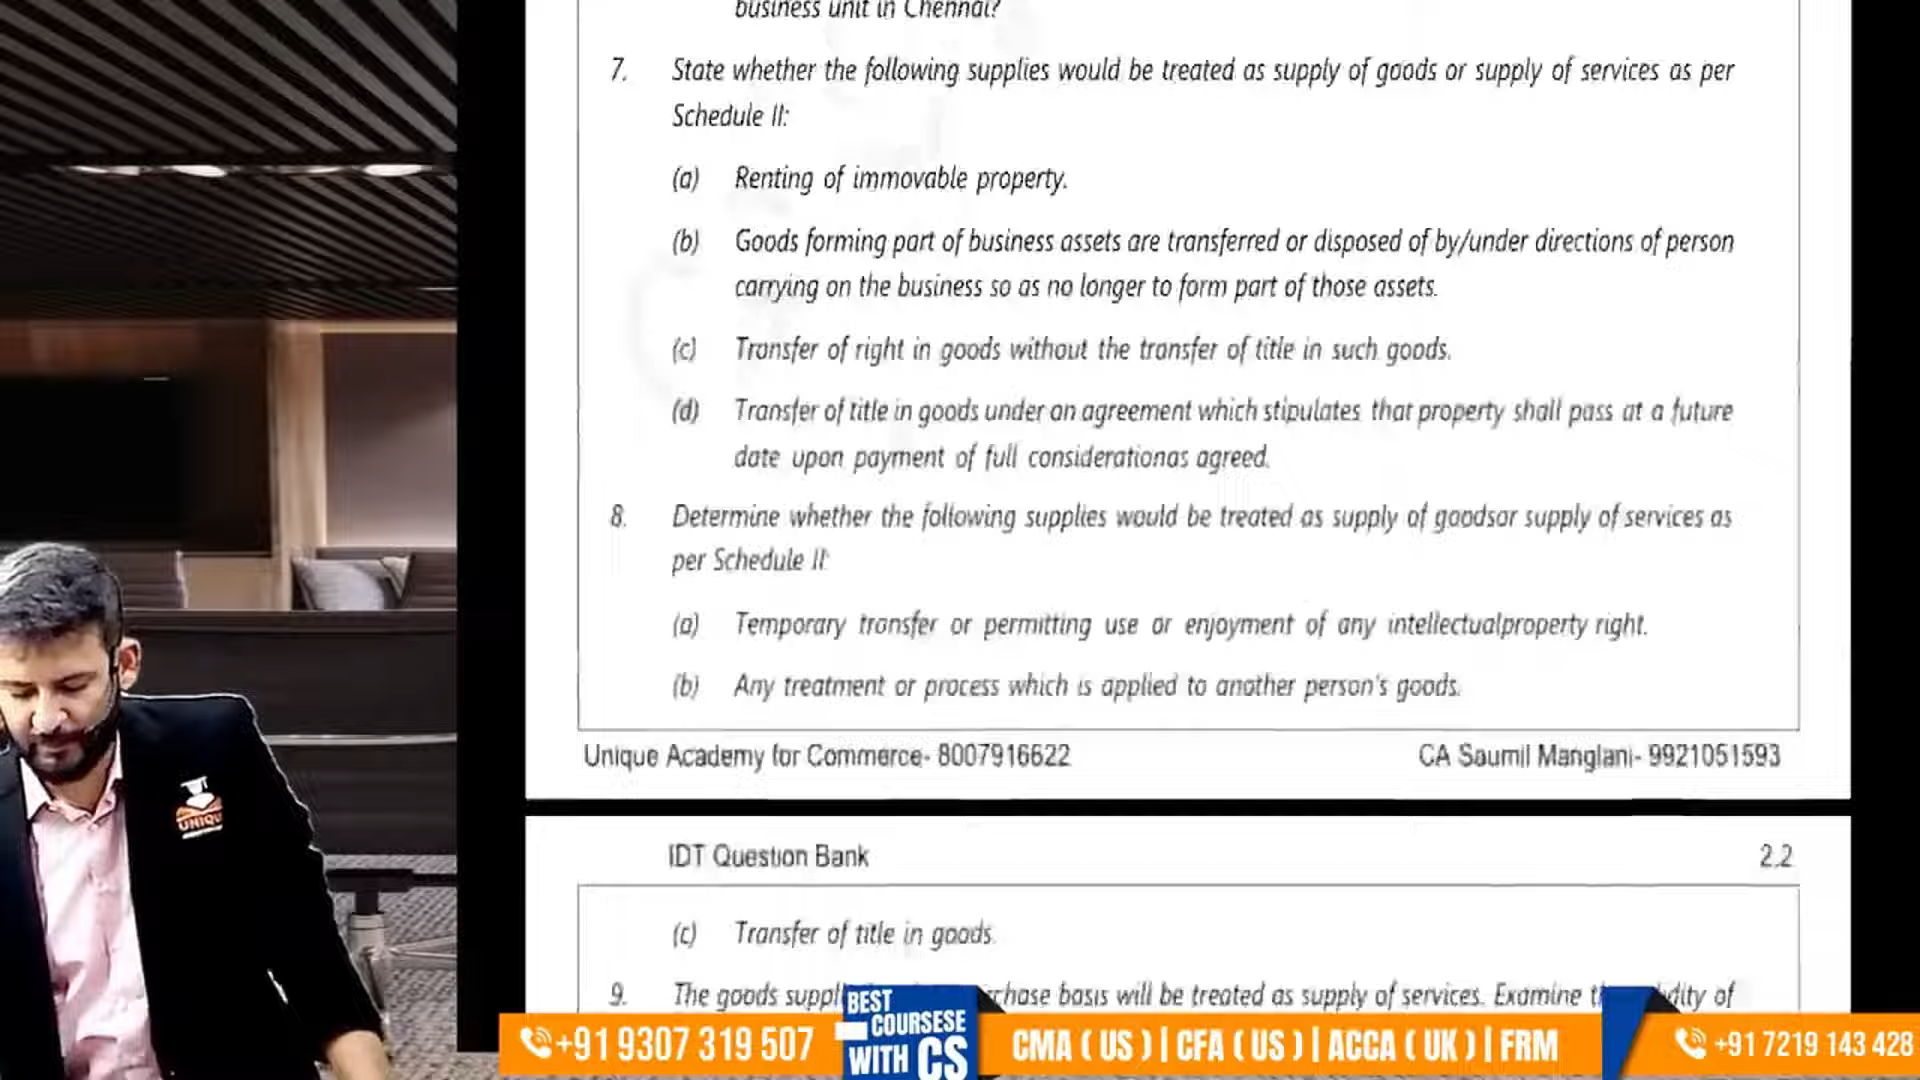 business unit in Chennai?
7. State whether the following supplies would be treated as supply of goods or supply of services as per
Schedule II:
(a) Renting of immovable property.
(b) Goods forming part of business assets are transferred or disposed of by/under directions of person
carrying on the business so as no longer to form part of those assets.
(c) Transfer of right in goods without the transfer of title in such goods.
(d) Transfer of title in goods under an agreement which stipulates that property shall pass at a future
date upon payment of full considerationas agreed.
8. Determine whether the following supplies would be treated as supply of goodsor supply of services as
per Schedule II:
(a) Temporary transfer or permitting use or enjoyment of any intellectualproperty right.
(b) Any treatment or process which is applied to another person's goods.
Unique Academy for Commerce- 8007916622 CA Saumil Manglani- 9921051593
IDT Question Bank 2.2
(c) Transfer of title in goods.
9. The goods basis will be treated as supply of services. Examine of
UNIQUE
+91 9307 319 507
BEST
COURSESE
WITH CS
CMA ( US ) | CFA ( US ) | ACCA ( UK ) | FRM
+91 7219 143 428